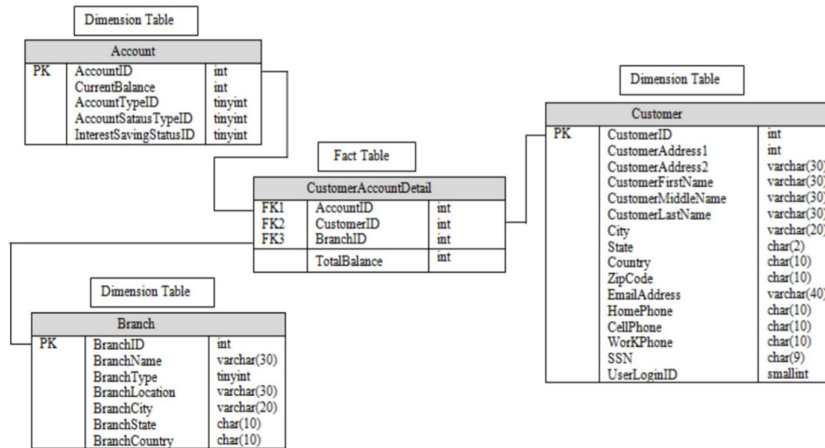 Dimension Table
Account
PK AccountID int
CurrentBalance int
AccountTypeID tinyint
AccountSatausTypeID tinyint
InterestSavingStatusID tinyint
Fact Table
CustomerAccountDetail
FK1 AccountID int
FK2 CustomerID int
FK3 BranchID int
TotalBalance int
Dimension Table
Customer
PK CustomerID int
CustomerAddress1 int
CustomerAddress2 varchar(30)
CustomerFirstName varchar(30)
CustomerMiddleName varchar(30)
CustomerLastName varchar(30)
City varchar(20)
State char(2)
Country char(10)
ZipCode char(10)
EmailAddress varchar(40)
HomePhone char(10)
CellPhone char(10)
WorKPhone char(10)
SSN char(9)
UserLoginID smallint
Dimension Table
Branch
PK BranchID int
BranchName varchar(30)
BranchType tinyint
BranchLocation varchar(30)
BranchCity varchar(20)
BranchState char(10)
BranchCountry char(10)